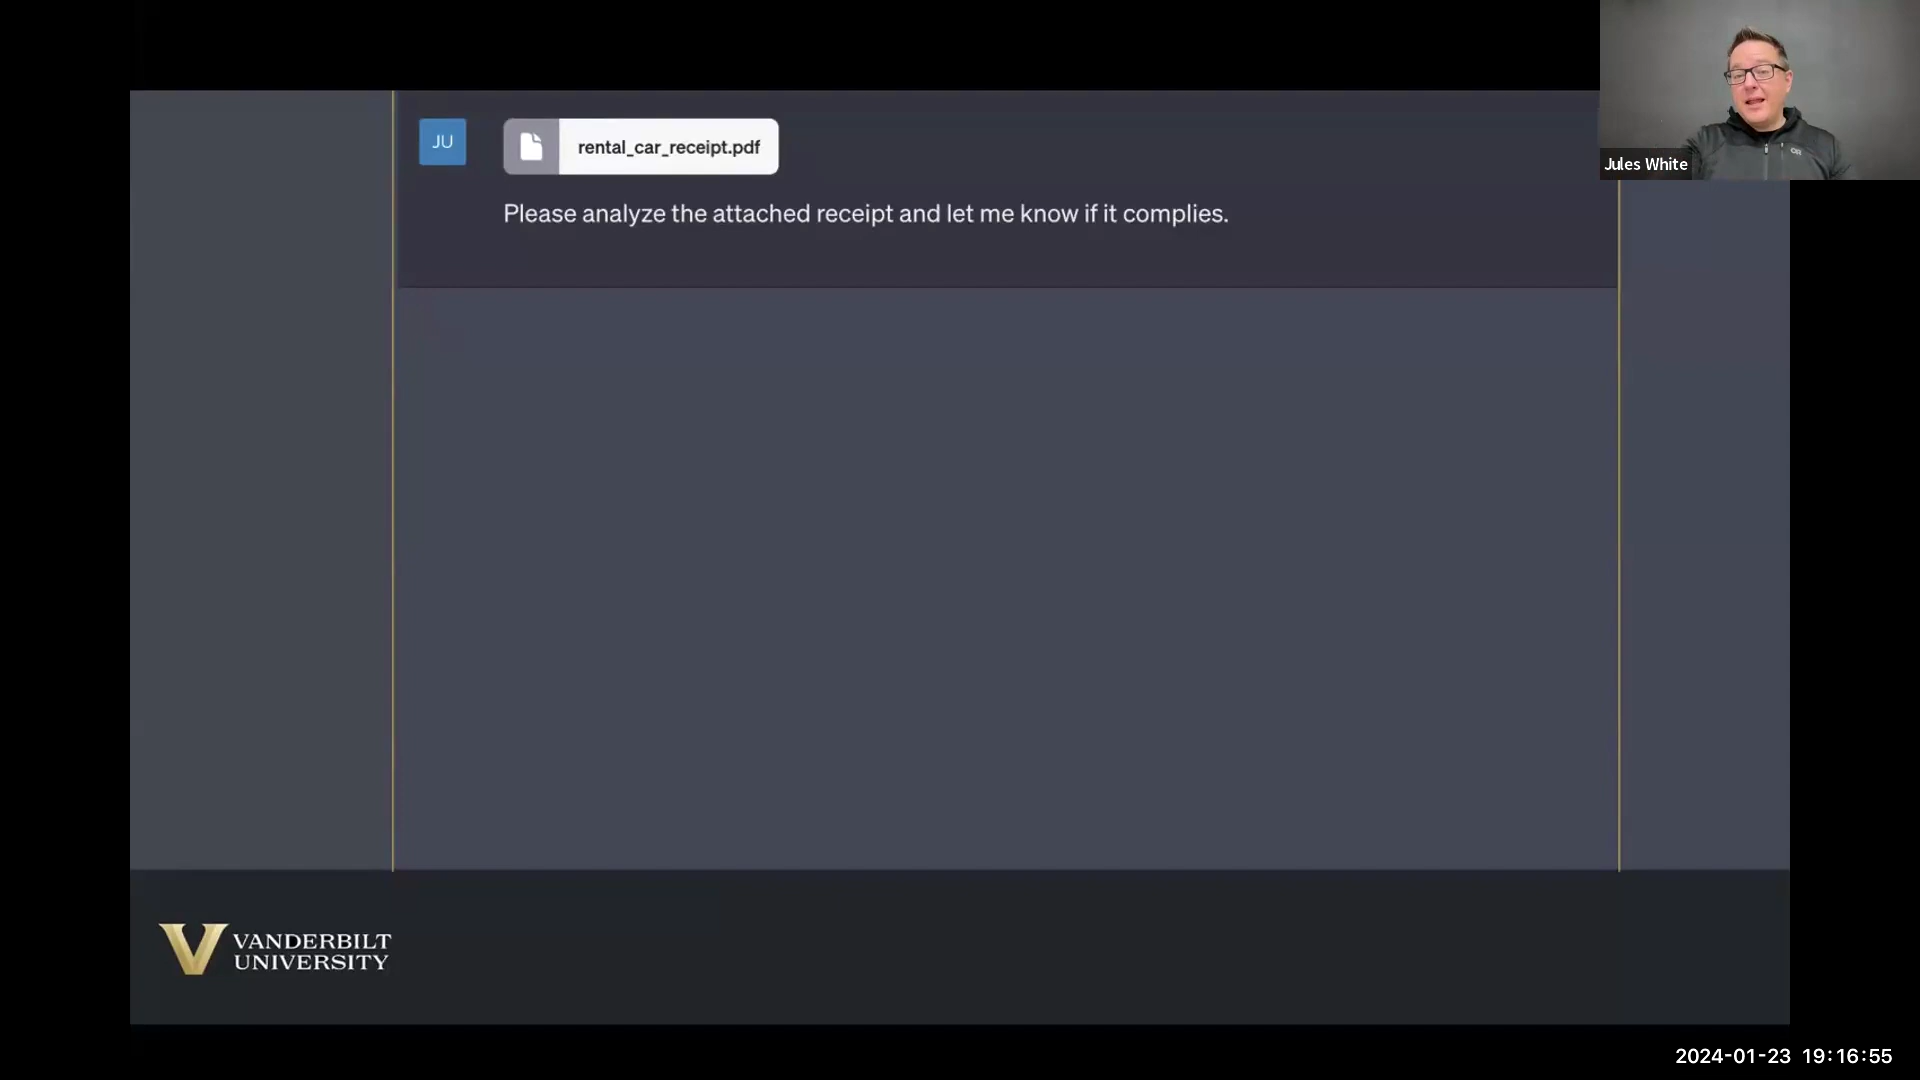 JU
rental_car_receipt.pdf
Please analyze the attached receipt and let me know if it complies.
Jules White
VANDERBILT
UNIVERSITY
2024-01-23 19:16:55